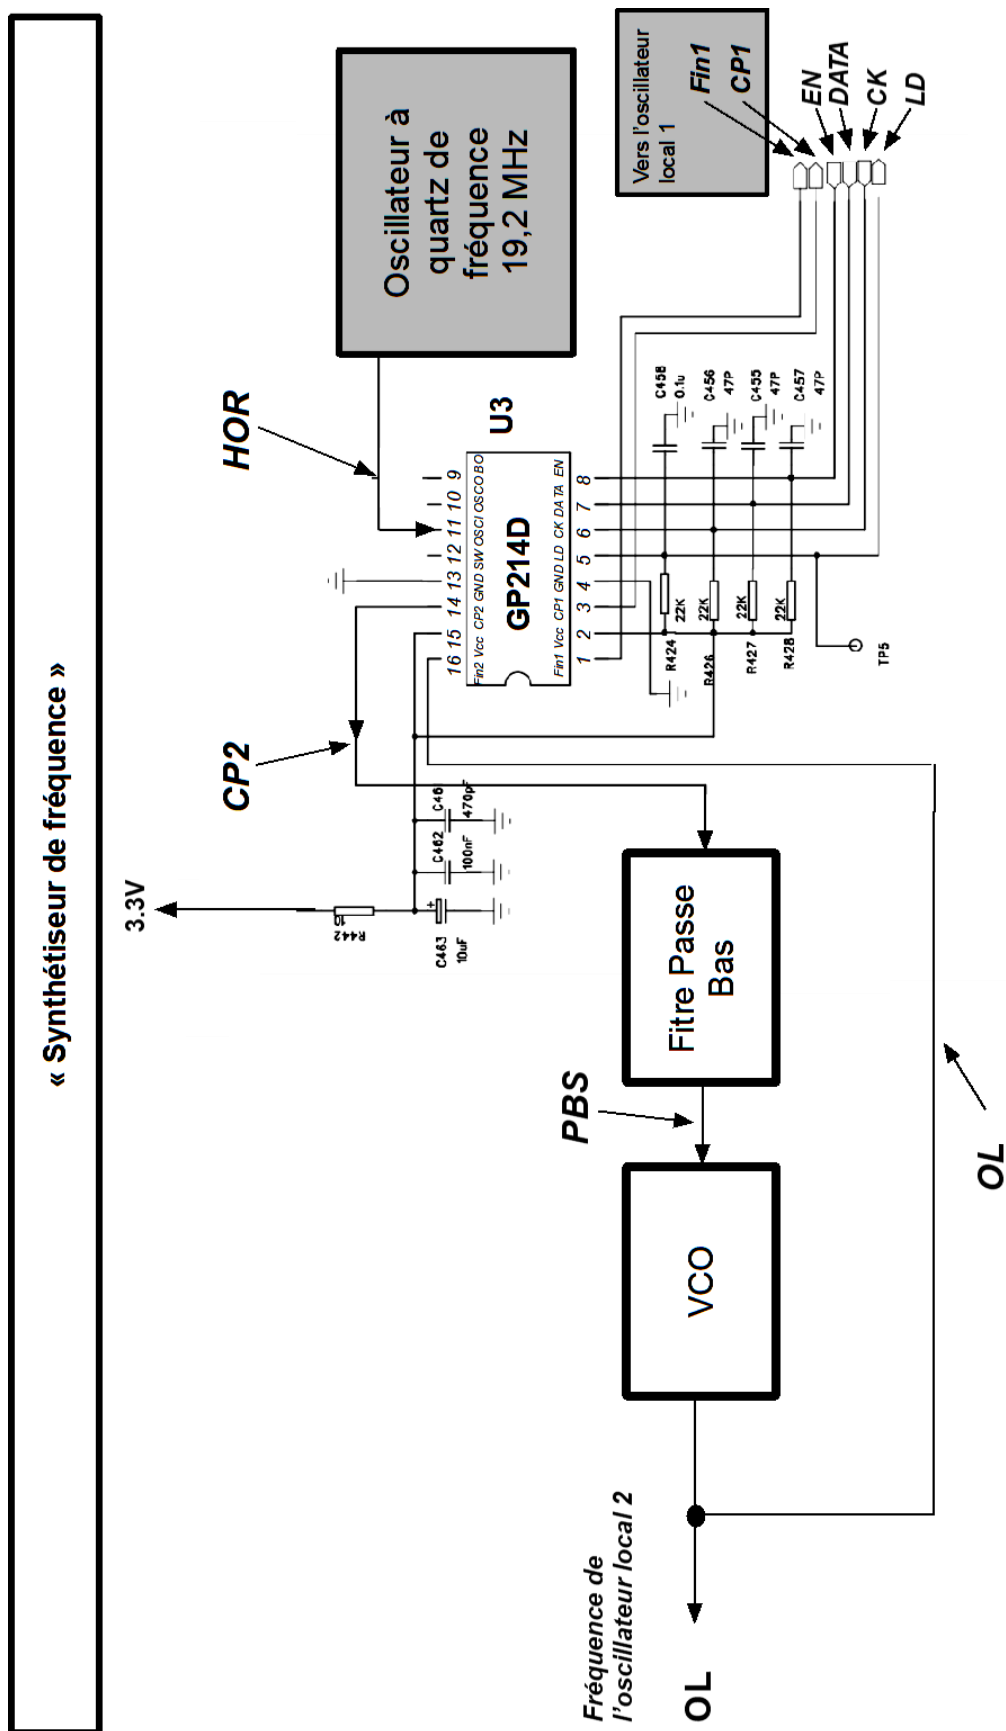 « Synthétiseur de fréquence »
3.3V
R442
10
C463
10uF
C462
100nF
C46
470pF
CP2
HOR
Oscillateur à
quartz de
fréquence
19,2 MHz
U3
16 15 14 13 12 11 10 9
Fin2 Vcc CP2 GND SW OSCI OSCO BO
GP214D
Fin1 Vcc CP1 GND LD CK DATA EN
1 2 3 4 5 6 7 8
Vers l'oscillateur
local 1
Fin1
CP1
EN
DATA
CK
LD
C458
0.1u
C456
47P
C455
47P
C457
47P
R424
22K
R426
22K
R427
22K
R428
22K
TP5
Fitre Passe
Bas
PBS
VCO
OL
Fréquence de
l'oscillateur local 2
OL